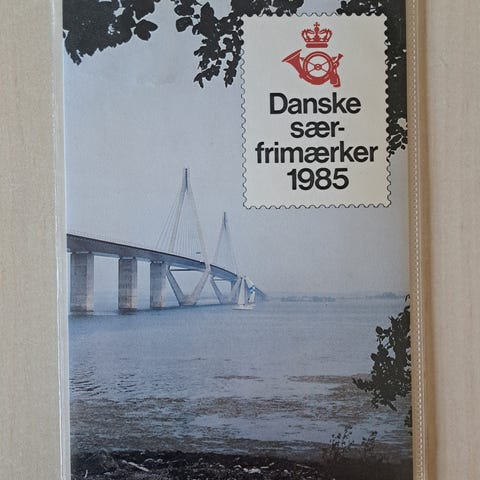 Danske
sær-
frimærker
1985